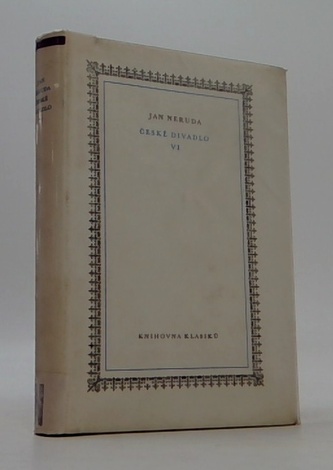 JAN NERUDA
ČESKÉ DIVADLO
VI
KNIHOVNA KLASIKŮ